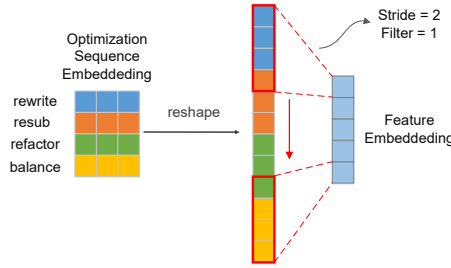 Optimization
Sequence
Embeddeding
rewrite
resub
refactor
balance
reshape
Stride = 2
Filter = 1
Feature
Embeddeding